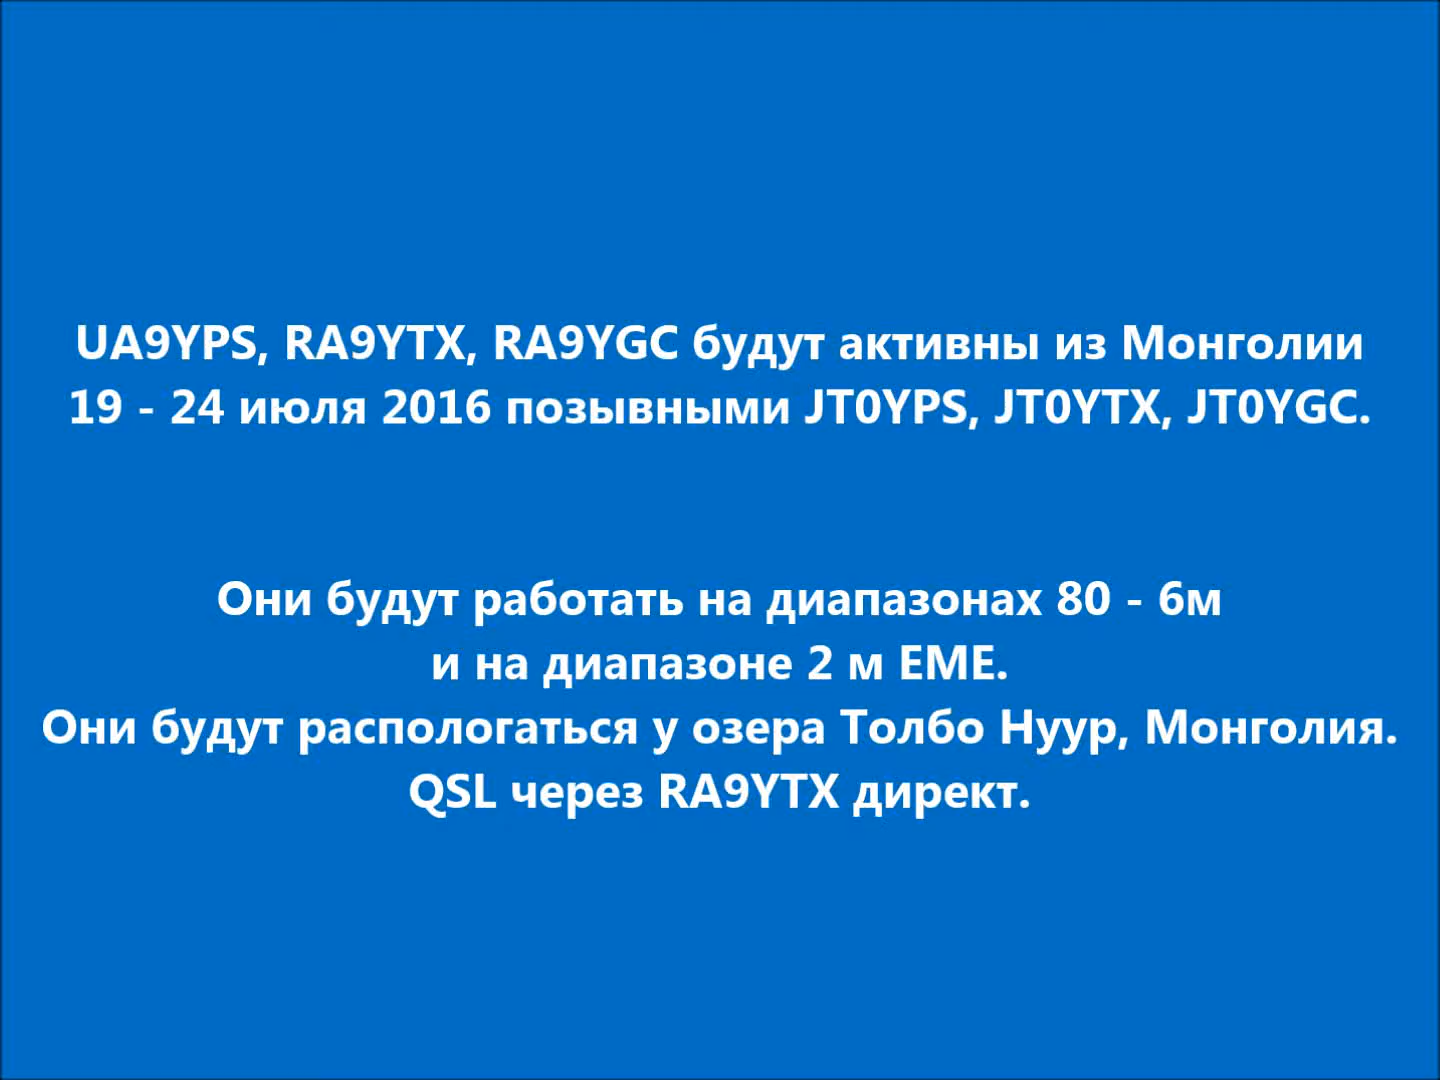 UA9YPS, RA9YTX, RA9YGC будут активны из Монголии
19 - 24 июля 2016 позывными JT0YPS, JT0YTX, JT0YGC.
Они будут работать на диапазонах 80 - 6м
и на диапазоне 2 м EME.
Они будут распологаться у озера Толбо Нуур, Монголия.
QSL через RA9YTX директ.